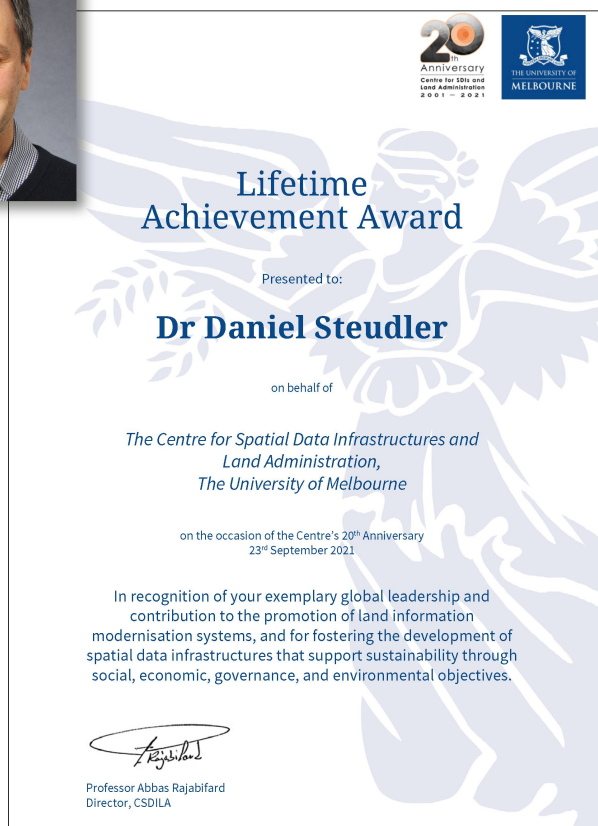 20
th
Anniversary
Centre for SDIs and
Land Administration
2001 — 2021
THE UNIVERSITY OF
MELBOURNE
Lifetime
Achievement Award
Presented to:
Dr Daniel Steudler
on behalf of
The Centre for Spatial Data Infrastructures and
Land Administration,
The University of Melbourne
on the occasion of the Centre's 20th Anniversary
23rd September 2021
In recognition of your exemplary global leadership and
contribution to the promotion of land information
modernisation systems, and for fostering the development of
spatial data infrastructures that support sustainability through
social, economic, governance, and environmental objectives.
A. Rajabifard
Professor Abbas Rajabifard
Director, CSDILA